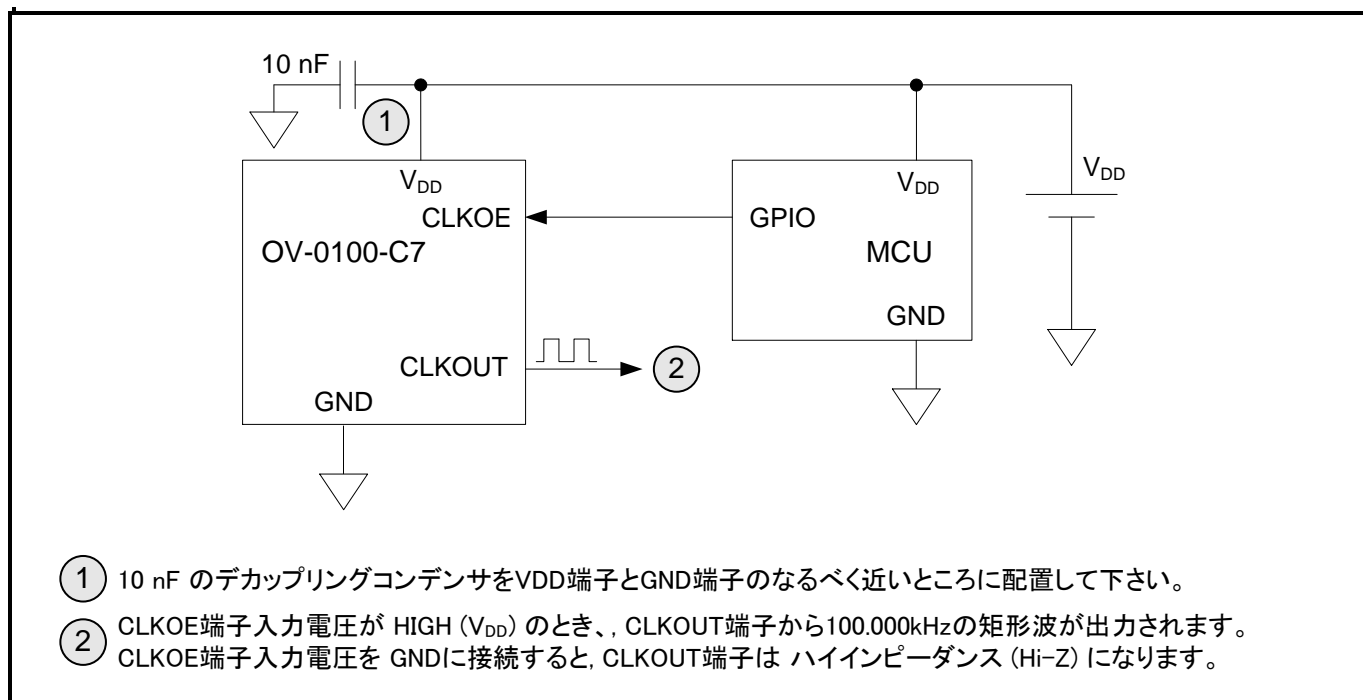 10 nF
1
VDD
VDD
VDD
CLKOE
GPIO
OV-0100-C7
MCU
GND
CLKOUT
2
GND
1 10 nF のデカップリングコンデンサをVDD端子とGND端子のなるべく近いところに配置して下さい。
2 CLKOE端子入力電圧が HIGH (VDD) のとき、, CLKOUT端子から100.000kHzの矩形波が出力されます。
CLKOE端子入力電圧を GNDに接続すると, CLKOUT端子は ハイインピーダンス (Hi-Z) になります。